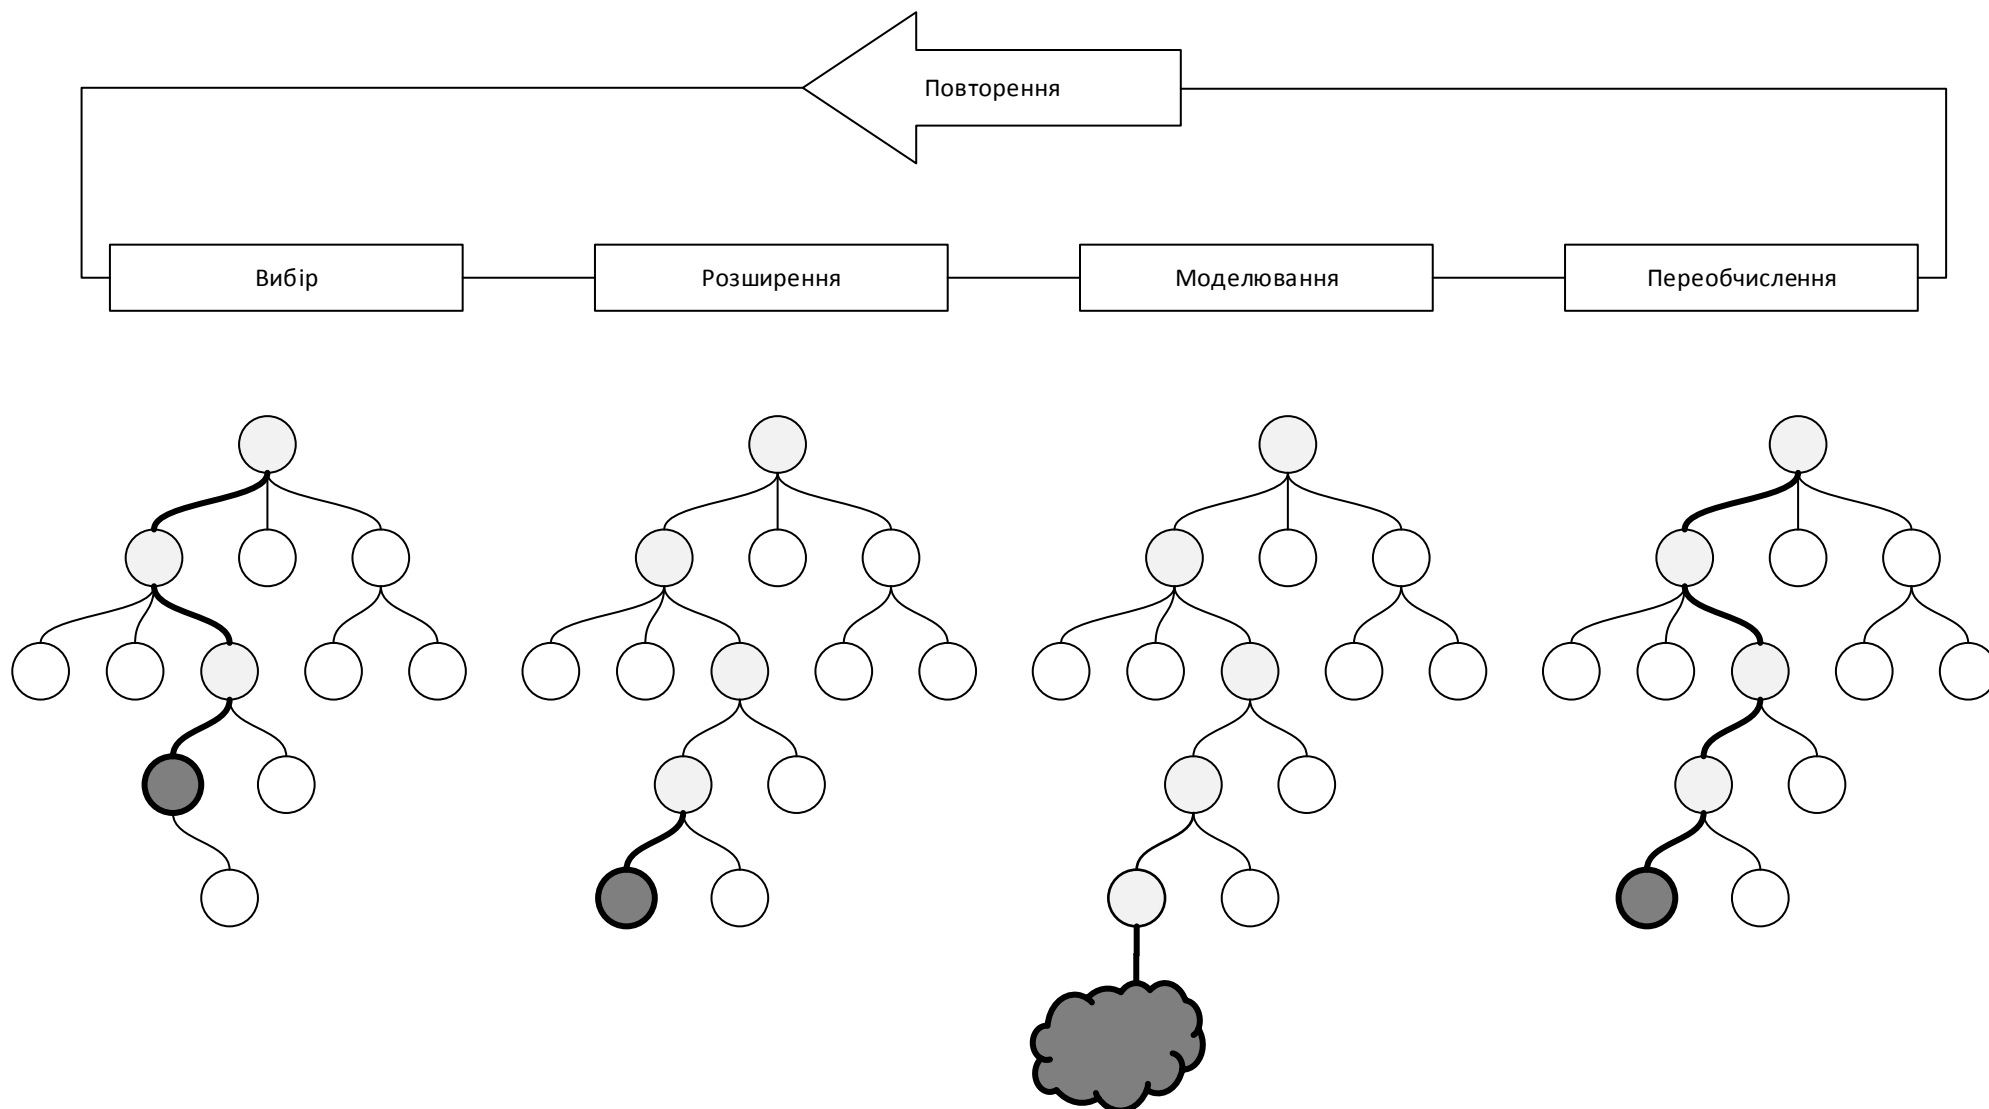 Повторення
Вибір
Розширення
Моделювання
Переобчислення